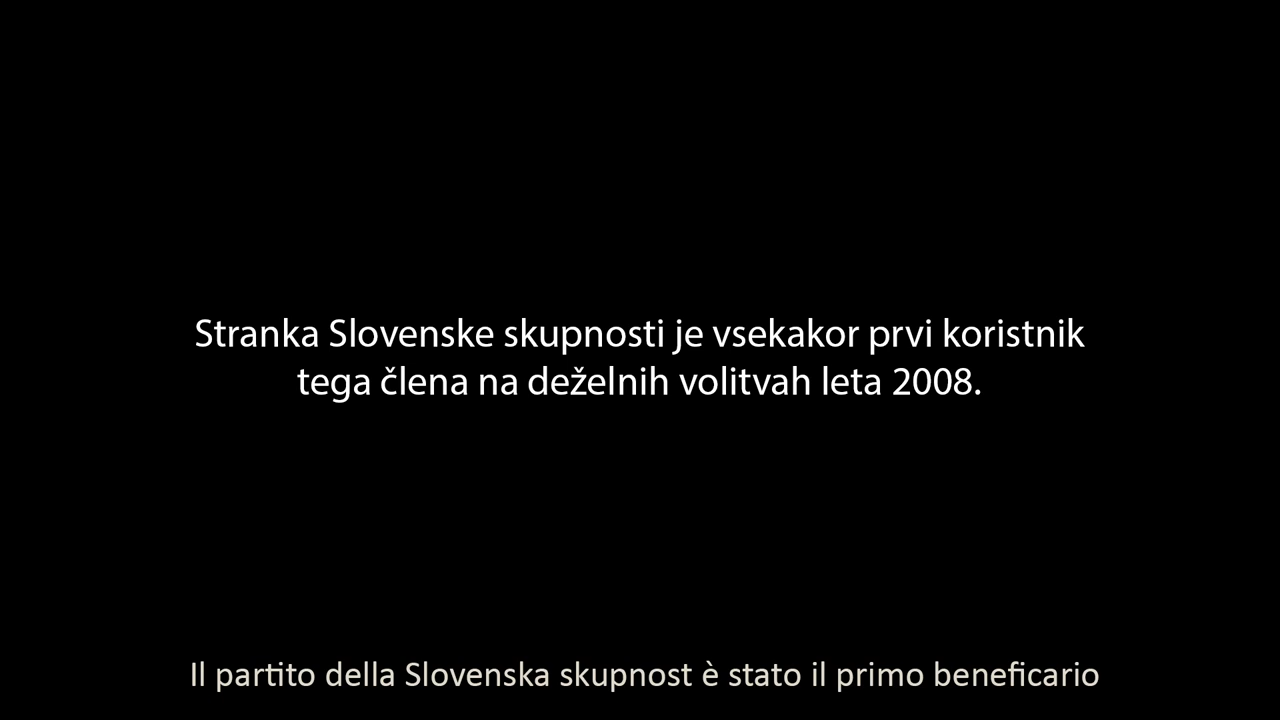 Stranka Slovenske skupnosti je vsekakor prvi koristnik
tega člena na deželnih volitvah leta 2008.
Il partito della Slovenska skupnost è stato il primo beneficario